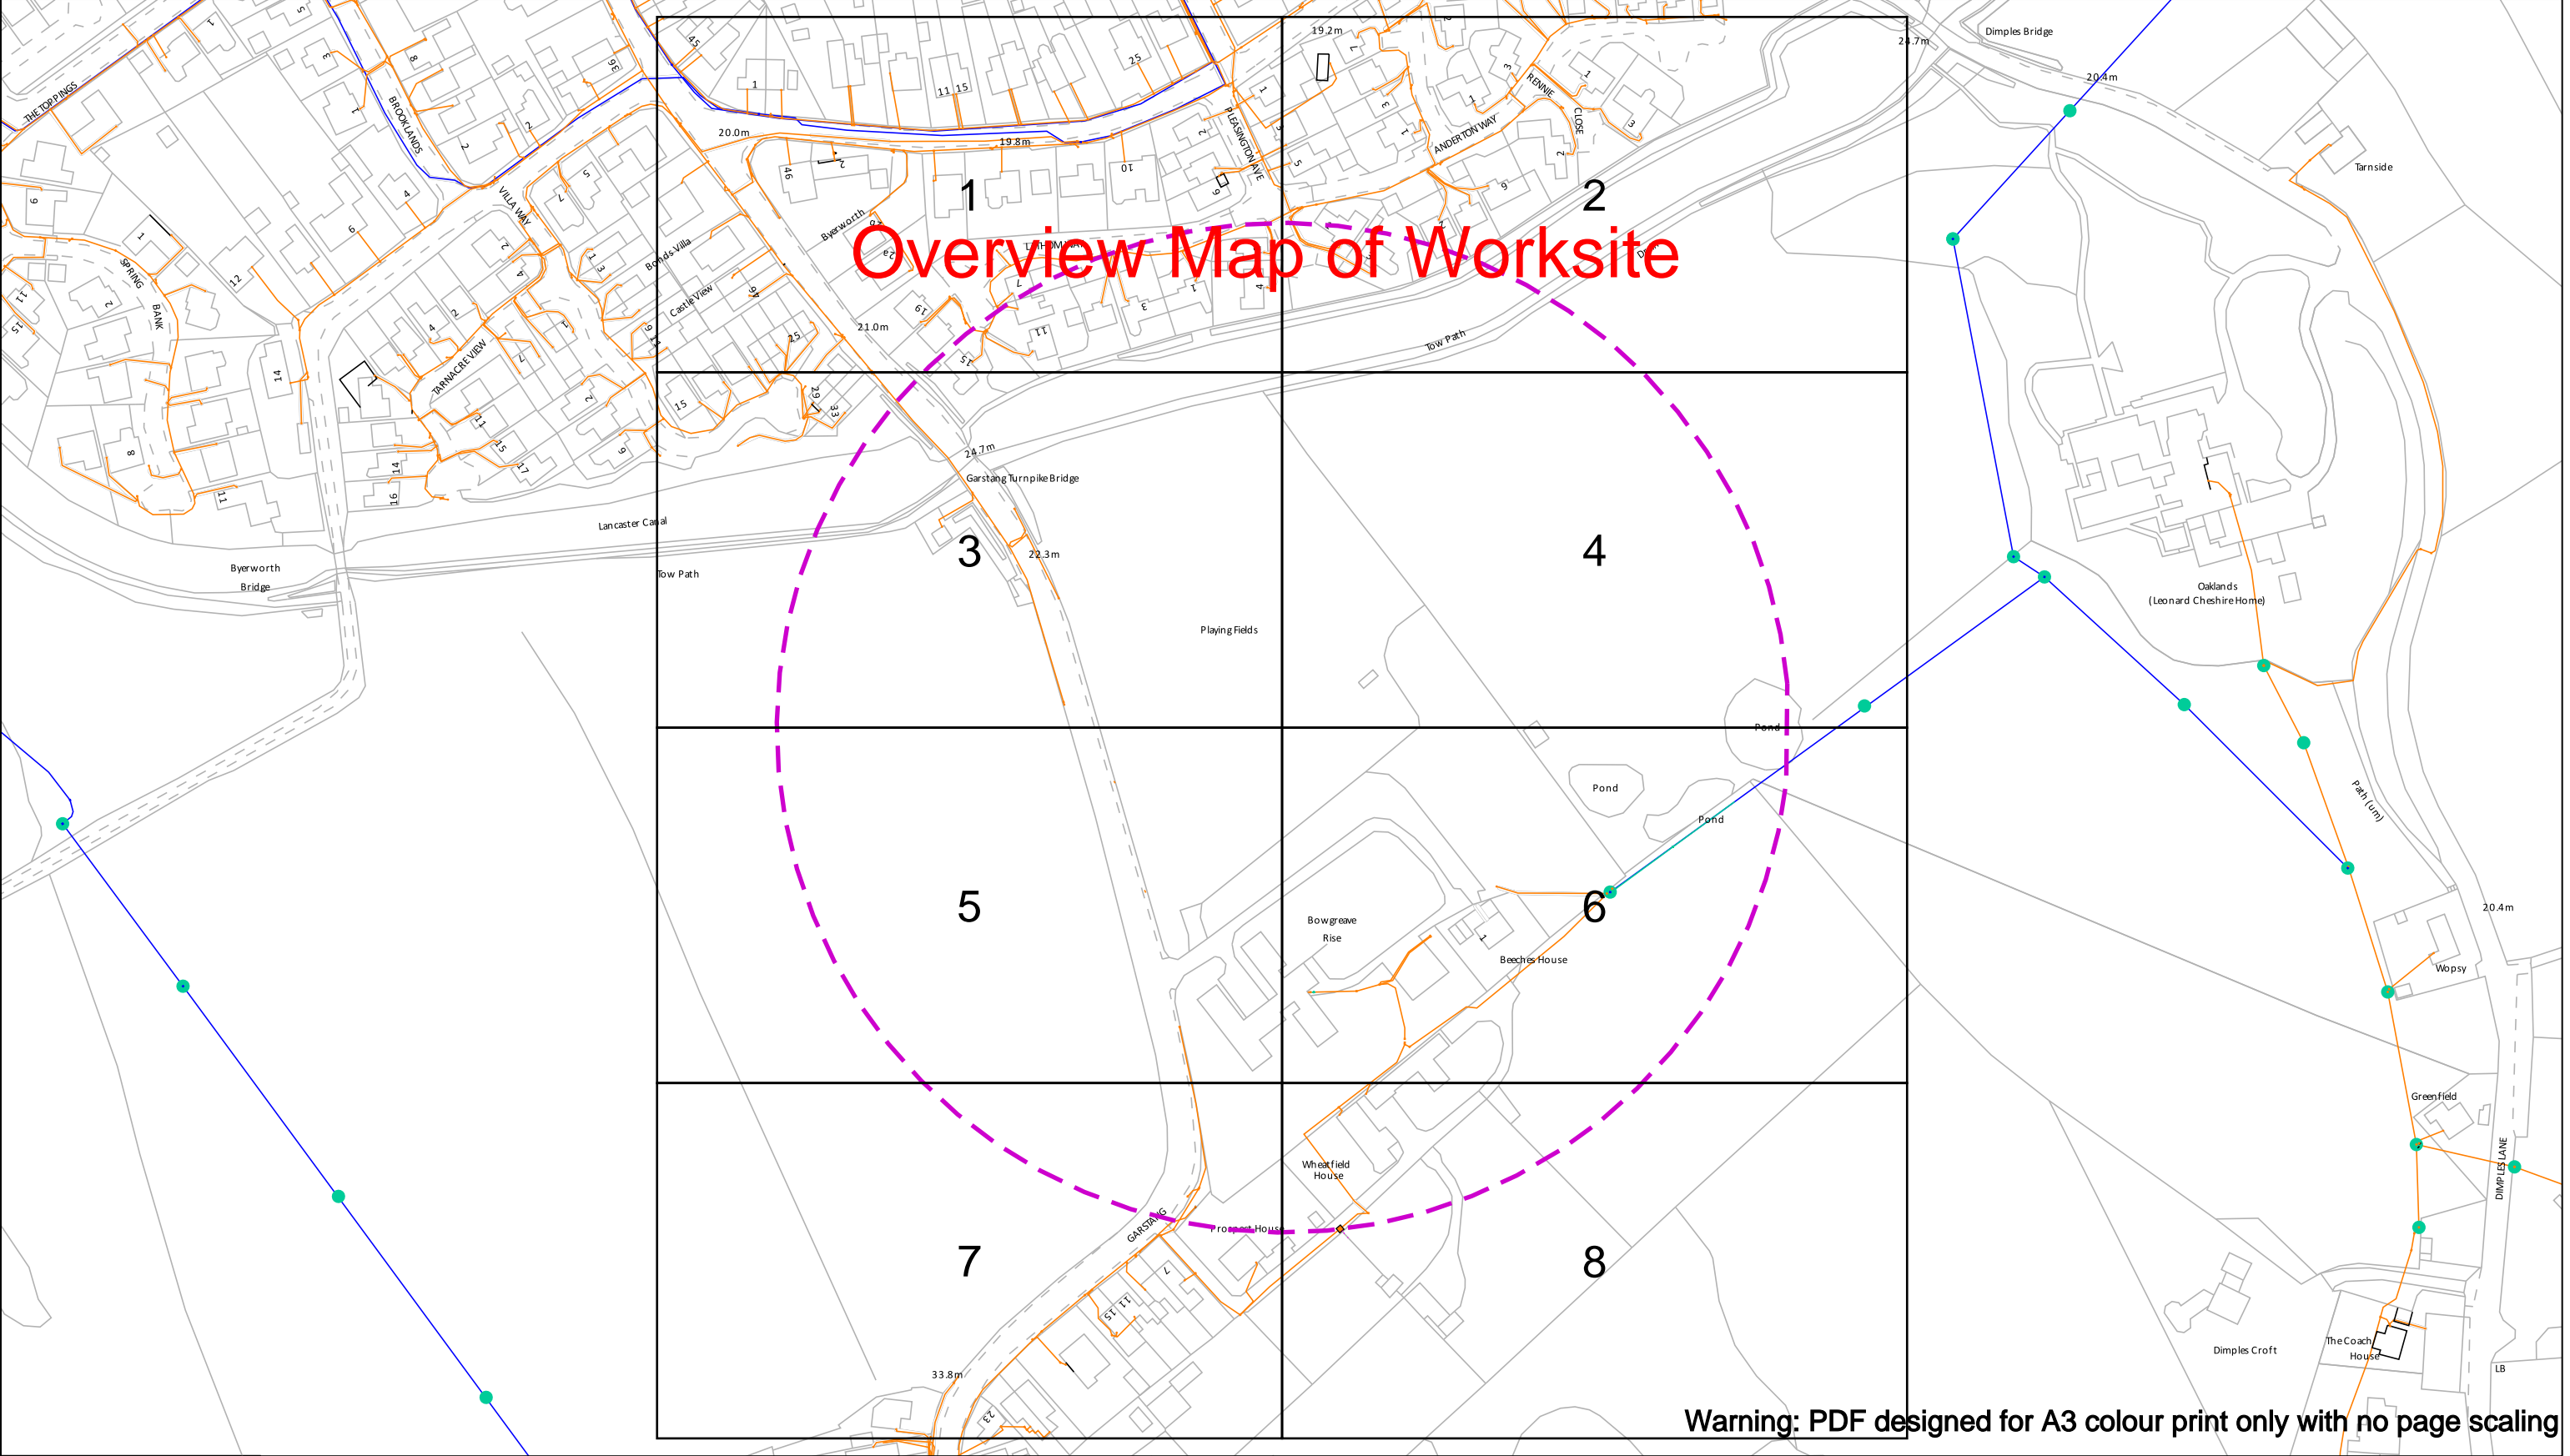 Overview Map of Worksite
1
2
3
4
5
6
7
8
THE TOPPINGS
BROOKLANDS
VILLA WAY
SPRING
BANK
TARNACRE VIEW
Bonds Villa
Castle View
Byerworth
PLEASINGTON AVE
ANDERTON WAY
RENNIE
CLOSE
19.2m
20.0m
19.8m
21.0m
24.7m
24.7m
20.4m
22.3m
Dimples Bridge
Tarnside
Tow Path
Garstang Turnpike Bridge
Lancaster Canal
Tow Path
Byerworth
Bridge
Playing Fields
Oaklands
(Leonard Cheshire Home)
Pond
Pond
Pond
Path (um)
Bowgreave
Rise
Beeches House
20.4m
Wopsy
Greenfield
DIMPLES LANE
Wheatfield
House
Prospect House
GARSTANG
33.8m
Dimples Croft
The Coach
House
LB
Warning: PDF designed for A3 colour print only with no page scaling